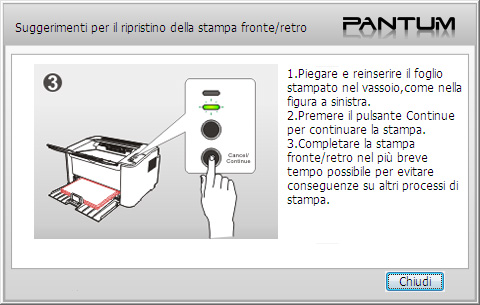 Suggerimenti per il ripristino della stampa fronte/retro
PANTUM
3
Cancel/
Continue
1.Piegare e reinserire il foglio
stampato nel vassoio,come nella
figura a sinistra.
2.Premere il pulsante Continue
per continuare la stampa.
3.Completare la stampa
fronte/retro nel più breve
tempo possibile per evitare
conseguenze su altri processi di
stampa.
Chiudi